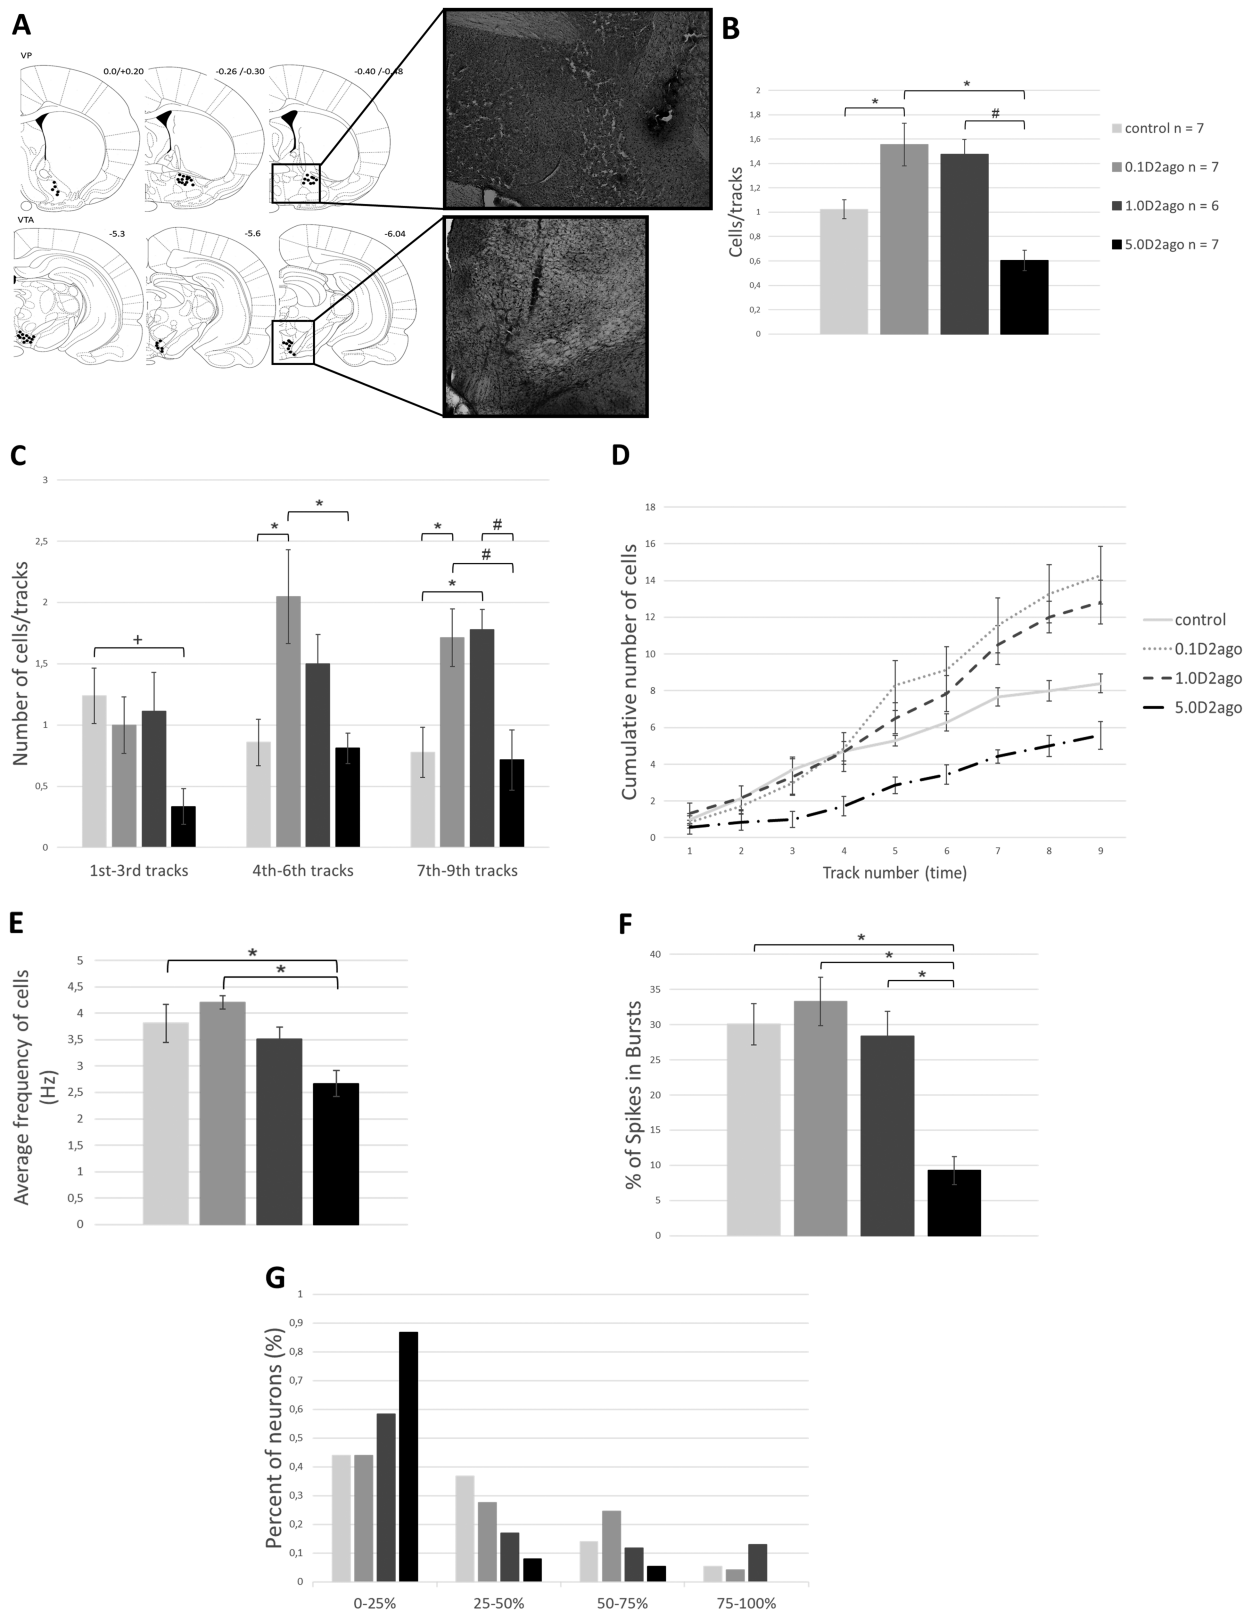 A
VP
0.0/+0.20
-0.26 /-0.30
-0.40 /-0.48
VTA
-5.3
-5.6
-6.04
B
Cells/tracks
2
1,8
1,6
1,4
1,2
1
0,8
0,6
0,4
0,2
0
*
*
#
control n = 7
0.1D2ago n = 7
1.0D2ago n = 6
5.0D2ago n = 7
C
Number of cells/tracks
3
2,5
2
1,5
1
0,5
0
+
*
*
*
#
#
*
1st-3rd tracks
4th-6th tracks
7th-9th tracks
D
Cumulative number of cells
18
16
14
12
10
8
6
4
2
0
1 2 3 4 5 6 7 8 9
Track number (time)
control
0.1D2ago
1.0D2ago
5.0D2ago
E
Average frequency of cells
(Hz)
5
4,5
4
3,5
3
2,5
2
1,5
1
0,5
0
*
*
F
% of Spikes in Bursts
40
35
30
25
20
15
10
5
0
*
*
*
G
Percent of neurons (%)
1
0,9
0,8
0,7
0,6
0,5
0,4
0,3
0,2
0,1
0
0-25%
25-50%
50-75%
75-100%